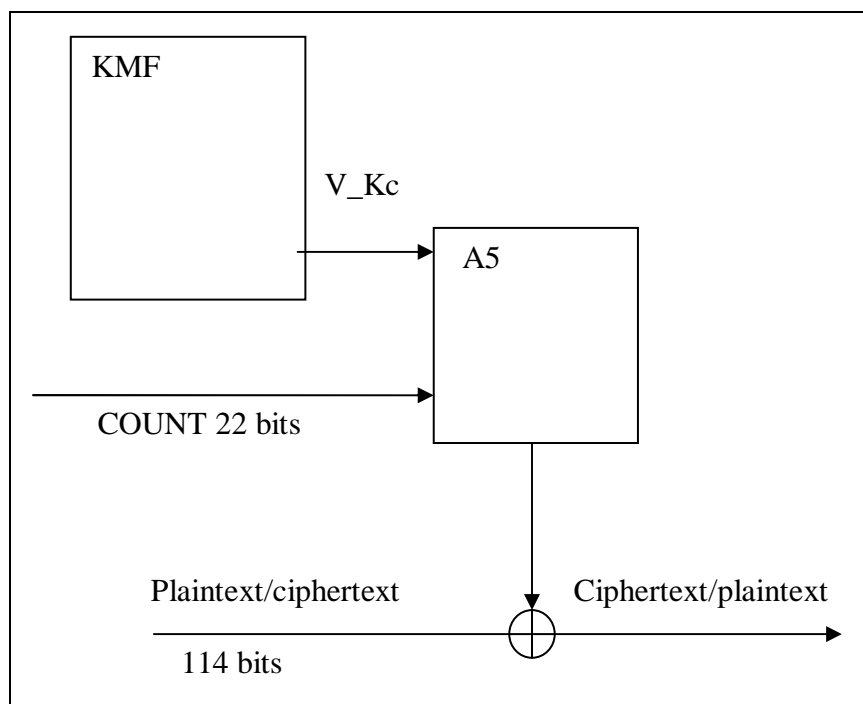 KMF
V_Kc
A5
COUNT 22 bits
Plaintext/ciphertext
Ciphertext/plaintext
114 bits